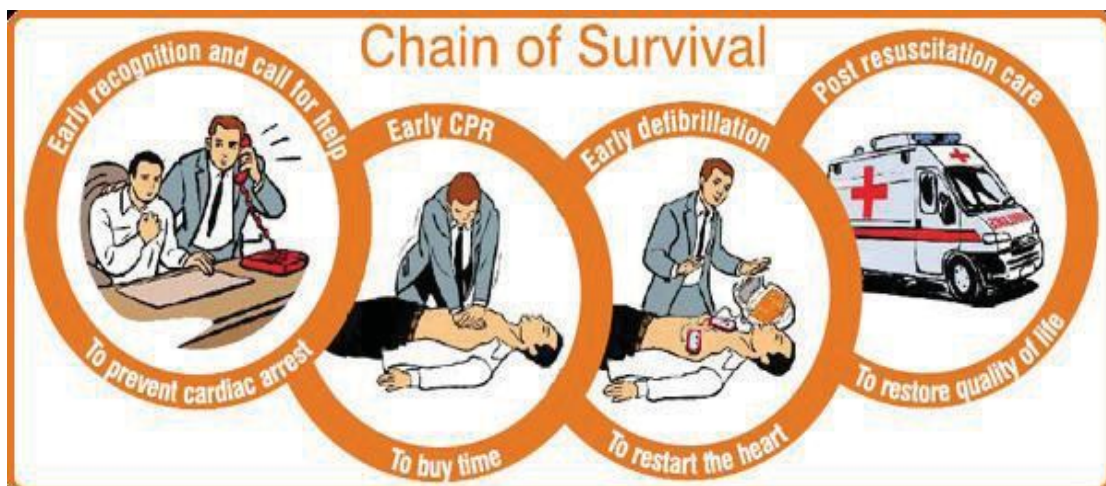 Chain of Survival
Early recognition and call for help
To prevent cardiac arrest
Early CPR
To buy time
Early defibrillation
To restart the heart
Post resuscitation care
To restore quality of life